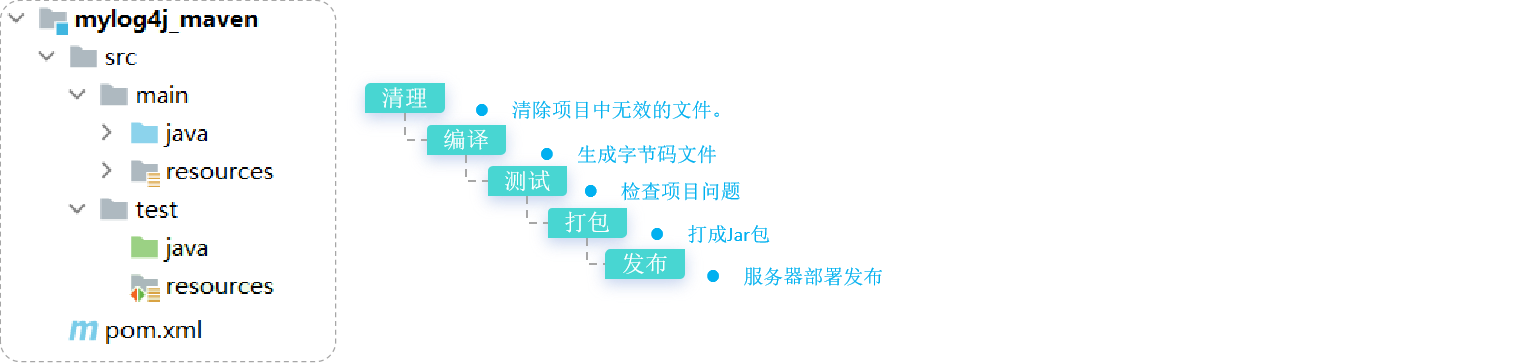 mylog4j_maven
src
main
java
resources
test
java
resources
m pom.xml
清理
清除项目中无效的文件。
编译
生成字节码文件
测试
检查项目问题
打包
打成Jar包
发布
服务器部署发布